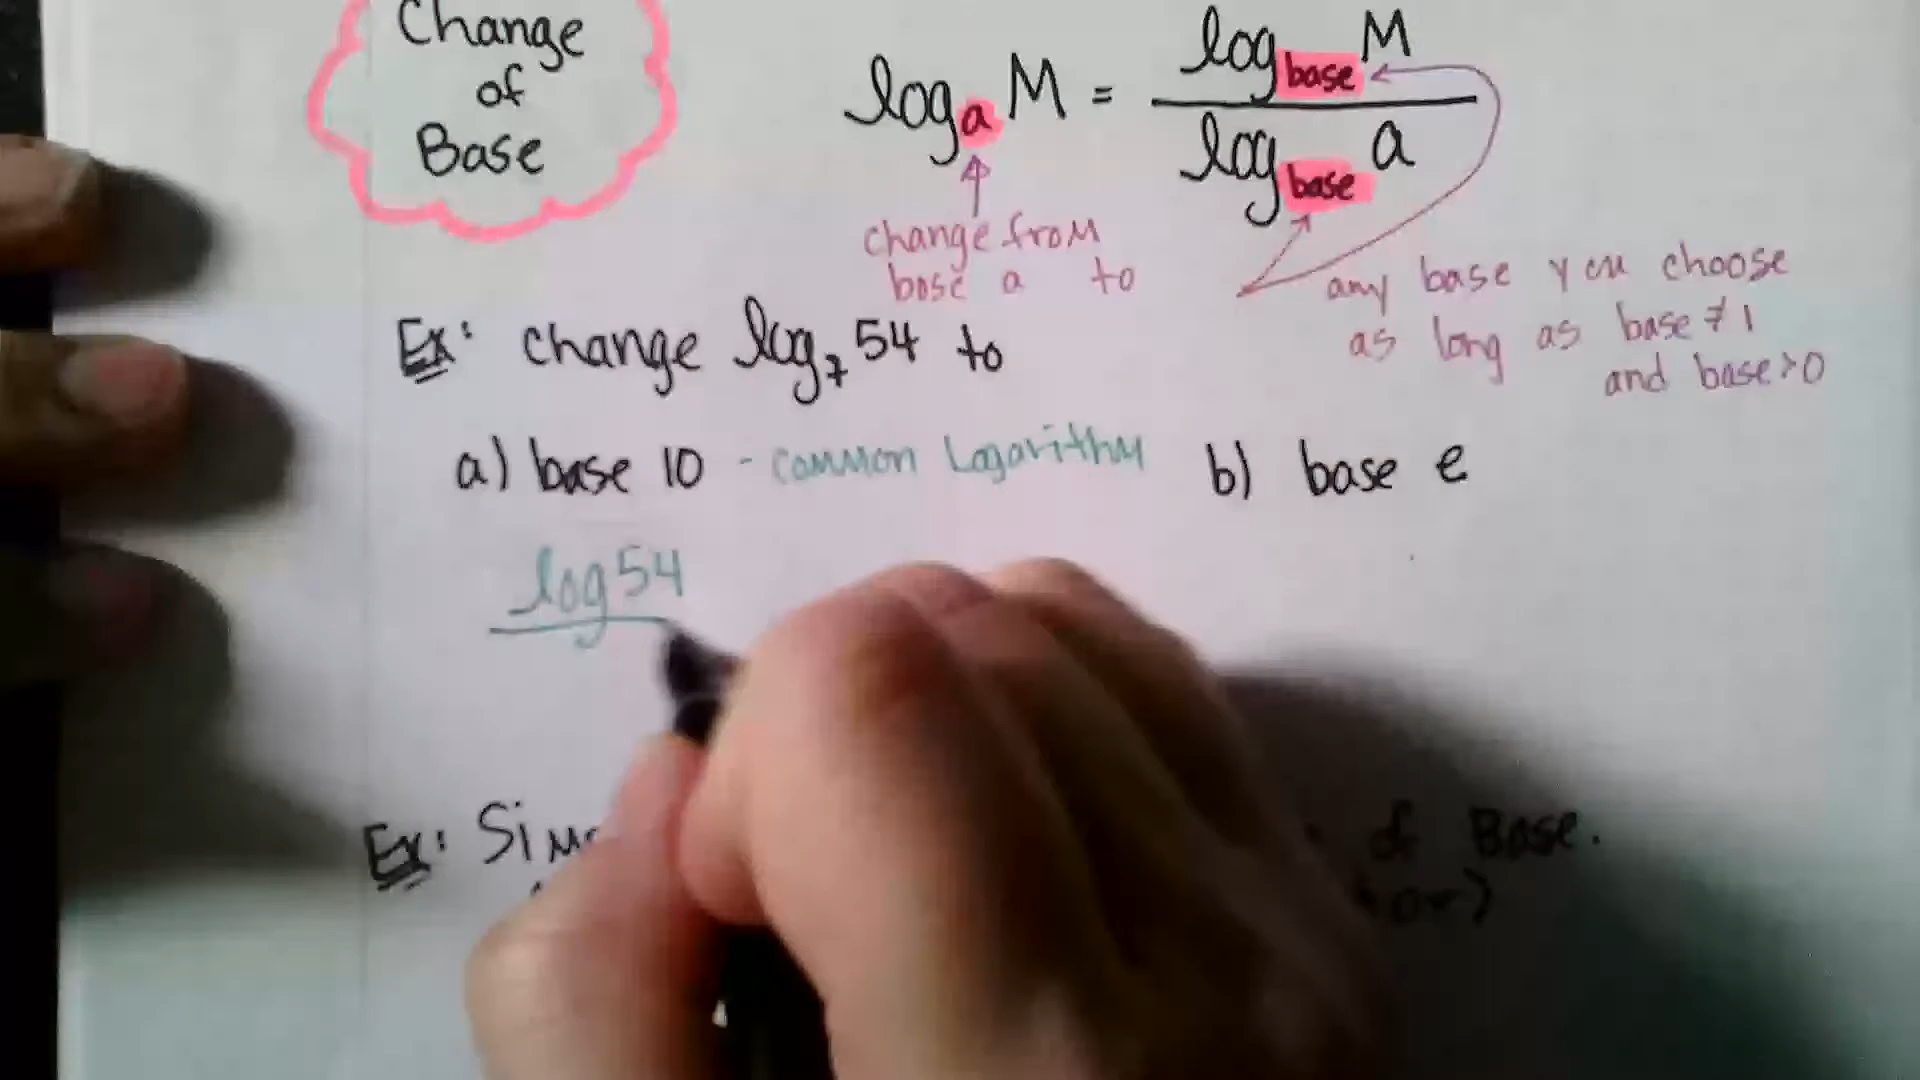 Change
of
Base
log_a M = log_base M / log_base a
change from
base a to
any base you choose
as long as base ≠ 1
and base > 0
Ex: change log_7 54 to
a) base 10 - common Logarithm
b) base e
log 54
Ex:
of Base.